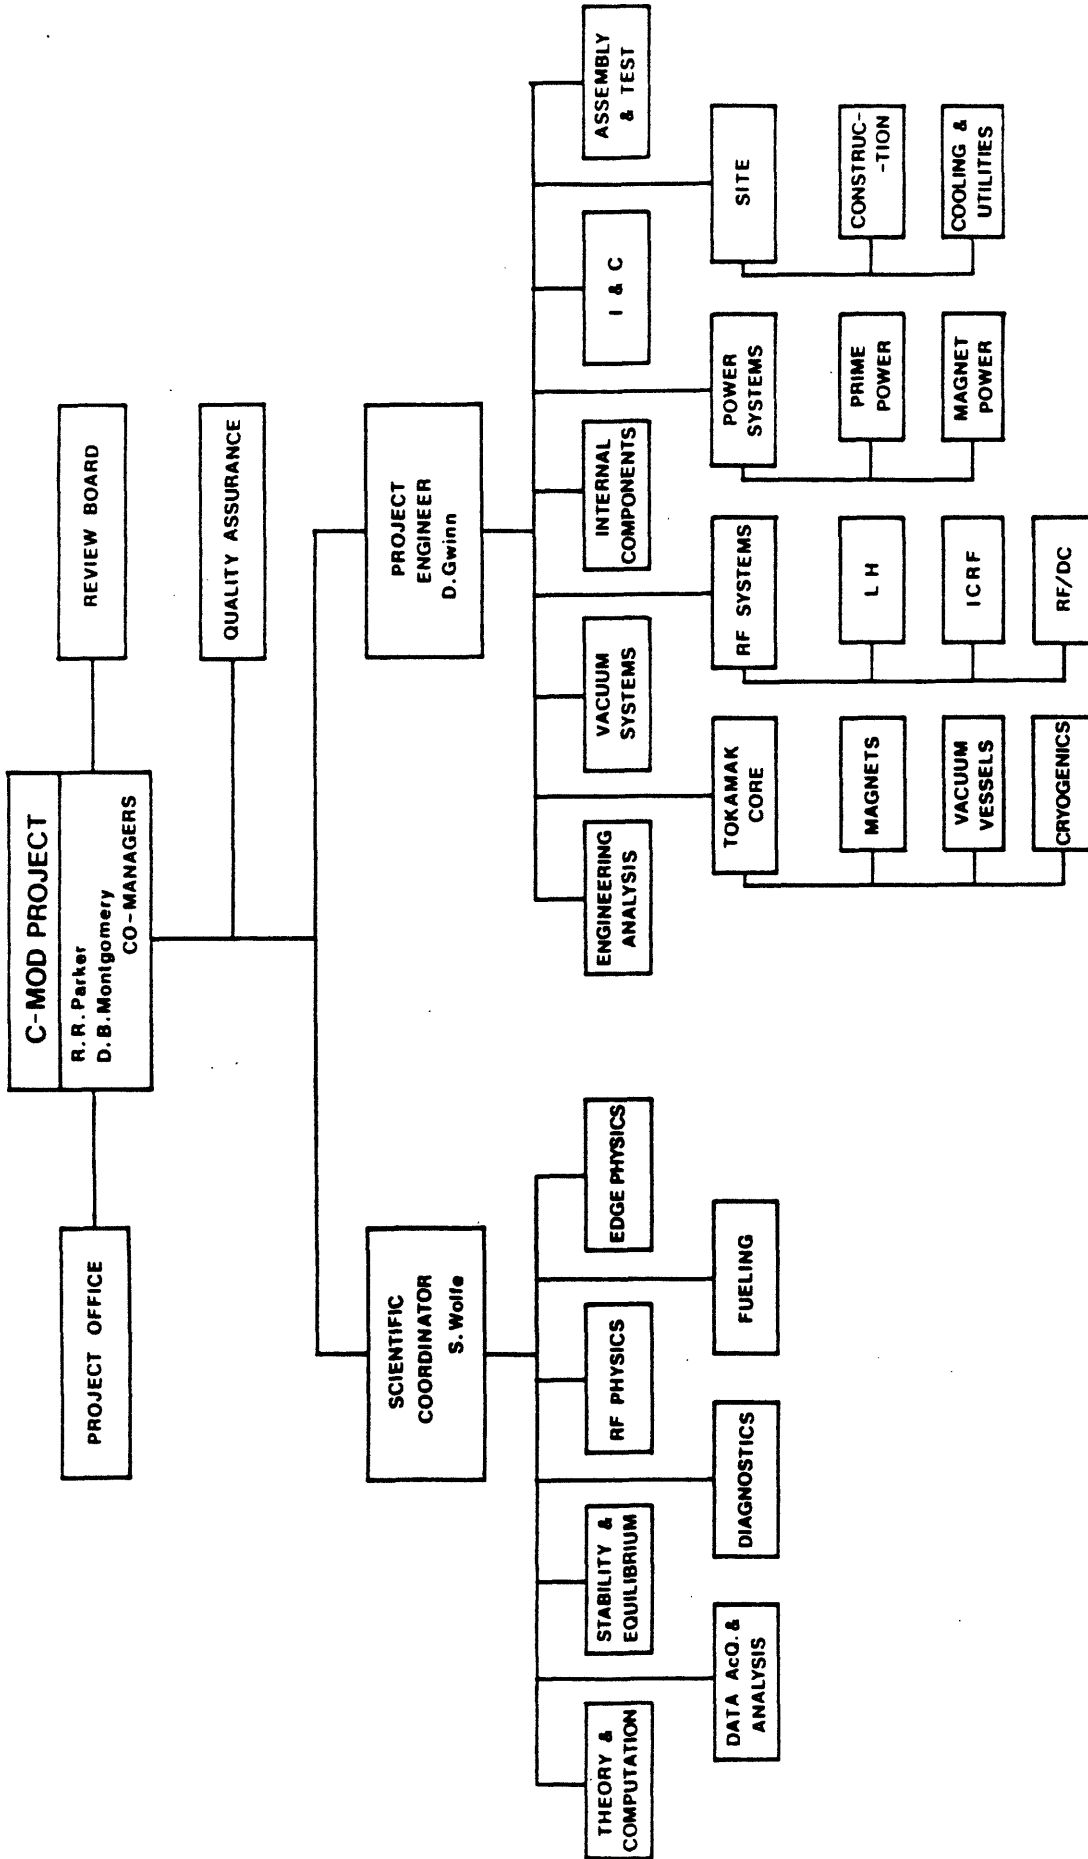 C-MOD PROJECT
R.R.Parker
D.B.Montgomery
CO-MANAGERS
PROJECT OFFICE
REVIEW BOARD
QUALITY ASSURANCE
SCIENTIFIC
COORDINATOR
S.Wolfe
PROJECT
ENGINEER
D.Gwinn
THEORY &
COMPUTATION
STABILITY &
EQUILIBRIUM
RF PHYSICS
EDGE PHYSICS
DATA AcQ. &
ANALYSIS
DIAGNOSTICS
FUELING
ENGINEERING
ANALYSIS
VACUUM
SYSTEMS
INTERNAL
COMPONENTS
I & C
ASSEMBLY
& TEST
TOKAMAK
CORE
MAGNETS
VACUUM
VESSELS
CRYOGENICS
RF SYSTEMS
LH
ICRF
RF/DC
POWER
SYSTEMS
PRIME
POWER
MAGNET
POWER
SITE
CONSTRUC-
-TION
COOLING &
UTILITIES